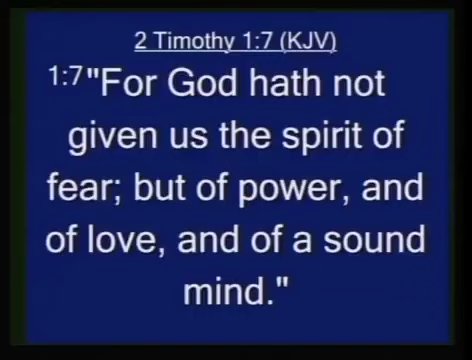 2 Timothy 1:7 (KJV)
1:7"For God hath not
given us the spirit of
fear; but of power, and
of love, and of a sound
mind."